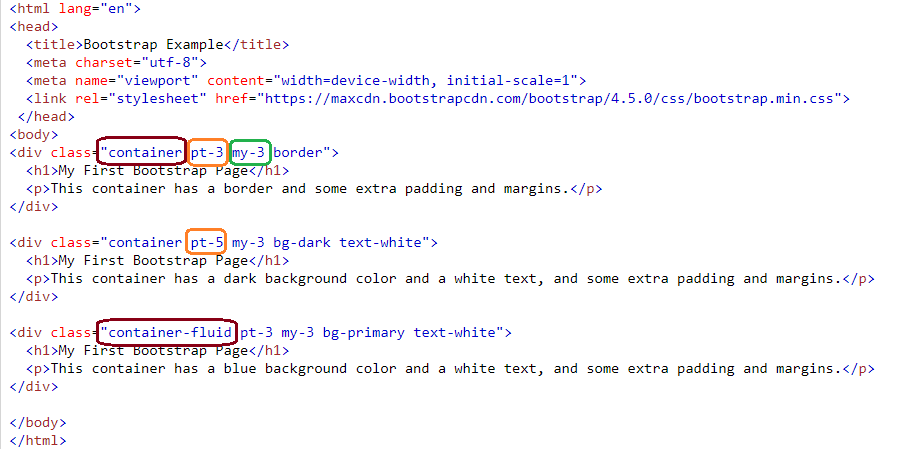 <html lang="en">
<head>
<title>Bootstrap Example</title>
<meta charset="utf-8">
<meta name="viewport" content="width=device-width, initial-scale=1">
<link rel="stylesheet" href="https://maxcdn.bootstrapcdn.com/bootstrap/4.5.0/css/bootstrap.min.css">
</head>
<body>
<div class="container pt-3 my-3 border">
<h1>My First Bootstrap Page</h1>
<p>This container has a border and some extra padding and margins.</p>
</div>
<div class="container pt-5 my-3 bg-dark text-white">
<h1>My First Bootstrap Page</h1>
<p>This container has a dark background color and a white text, and some extra padding and margins.</p>
</div>
<div class="container-fluid pt-3 my-3 bg-primary text-white">
<h1>My First Bootstrap Page</h1>
<p>This container has a blue background color and a white text, and some extra padding and margins.</p>
</div>
</body>
</html>